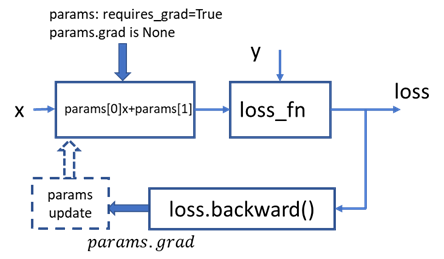 params: requires_grad=True
params.grad is None
y
loss
x
params[0]x+params[1]
loss_fn
params
update
loss.backward()
params.grad